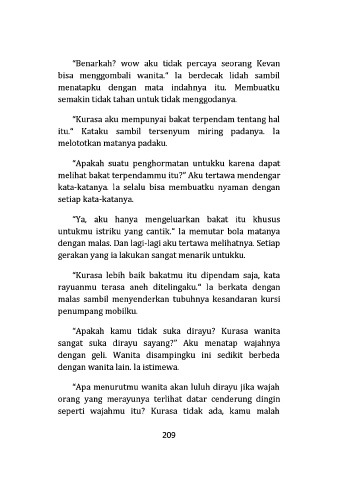 "Benarkah? wow aku tidak percaya seorang Kevan
bisa menggombali wanita." Ia berdecak lidah sambil
menatapku dengan mata indahnya itu. Membuatku
semakin tidak tahan untuk tidak menggodanya.
"Kurasa aku mempunyai bakat terpendam tentang hal
itu." Kataku sambil tersenyum miring padanya. Ia
melototkan matanya padaku.
"Apakah suatu penghormatan untukku karena dapat
melihat bakat terpendammu itu?" Aku tertawa mendengar
kata-katanya. Ia selalu bisa membuatku nyaman dengan
setiap kata-katanya.
"Ya, aku hanya mengeluarkan bakat itu khusus
untukmu istriku yang cantik." Ia memutar bola matanya
dengan malas. Dan lagi-lagi aku tertawa melihatnya. Setiap
gerakan yang ia lakukan sangat menarik untukku.
"Kurasa lebih baik bakatmu itu dipendam saja, kata
rayuanmu terasa aneh ditelingaku." Ia berkata dengan
malas sambil menyenderkan tubuhnya kesandaran kursi
penumpang mobilku.
"Apakah kamu tidak suka dirayu? Kurasa wanita
sangat suka dirayu sayang?" Aku menatap wajahnya
dengan geli. Wanita disampingku ini sedikit berbeda
dengan wanita lain. Ia istimewa.
"Apa menurutmu wanita akan luluh dirayu jika wajah
orang yang merayunya terlihat datar cenderung dingin
seperti wajahmu itu? Kurasa tidak ada, kamu malah
209